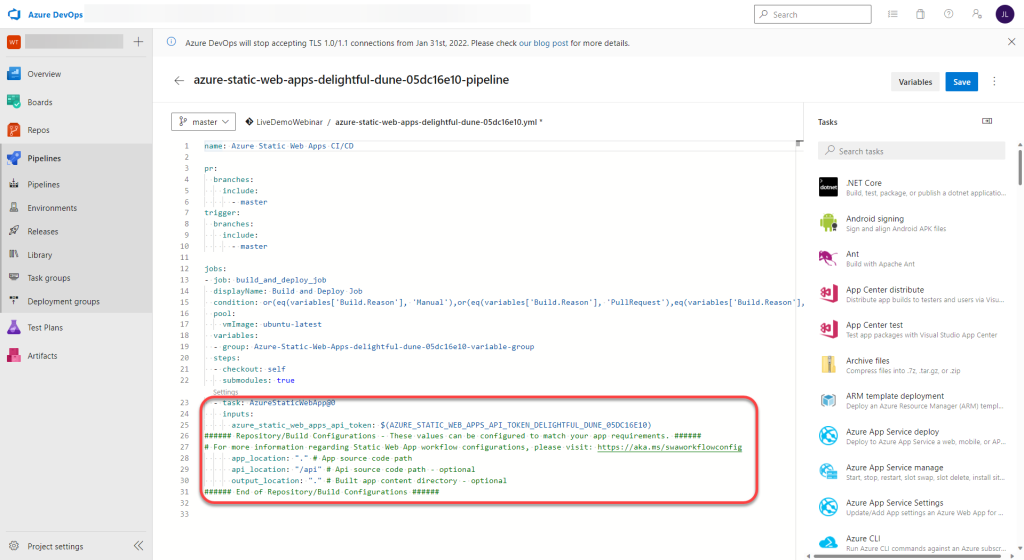 Azure DevOps
Search
JL
WT
Azure DevOps will stop accepting TLS 1.0/1.1 connections from Jan 31st, 2022. Please check our blog post for more details.
Overview
Boards
Repos
Pipelines
Pipelines
Environments
Releases
Library
Task groups
Deployment groups
Test Plans
Artifacts
Project settings
azure-static-web-apps-delightful-dune-05dc16e10-pipeline
Variables
Save
master
LiveDemoWebinar / azure-static-web-apps-delightful-dune-05dc16e10.yml *
1 name: Azure Static Web Apps CI/CD
2
3 pr:
4 branches:
5 include:
6 - master
7 trigger:
8 branches:
9 include:
10 - master
11
12 jobs:
13 - job: build_and_deploy_job
14 displayName: Build and Deploy Job
15 condition: or(eq(variables['Build.Reason'], 'Manual'),or(eq(variables['Build.Reason'], 'PullRequest'),eq(variables['Build.Reason'],
16 pool:
17 vmImage: ubuntu-latest
18 variables:
19 - group: Azure-Static-Web-Apps-delightful-dune-05dc16e10-variable-group
20 steps:
21 - checkout: self
22 submodules: true
Settings
23 - task: AzureStaticWebApp@0
24 inputs:
25 azure_static_web_apps_api_token: $(AZURE_STATIC_WEB_APPS_API_TOKEN_DELIGHTFUL_DUNE_05DC16E10)
26 ###### Repository/Build Configurations - These values can be configured to match your app requirements. ######
27 # For more information regarding Static Web App workflow configurations, please visit: https://aka.ms/swaworkflowconfig
28 app_location: "." # App source code path
29 api_location: "/api" # Api source code path - optional
30 output_location: "." # Built app content directory - optional
31 ###### End of Repository/Build Configurations ######
32
33
Tasks
Search tasks
.NET Core
Build, test, package, or publish a dotnet applicatio...
Android signing
Sign and align Android APK files
Ant
Build with Apache Ant
App Center distribute
Distribute app builds to testers and users via Visu...
App Center test
Test app packages with Visual Studio App Center
Archive files
Compress files into .7z, .tar.gz, or .zip
ARM template deployment
Deploy an Azure Resource Manager (ARM) templ...
Azure App Service deploy
Deploy to Azure App Service a web, mobile, or AP...
Azure App Service manage
Start, stop, restart, slot swap, slot delete, install sit...
Azure App Service Settings
Update/Add App settings an Azure Web App for ...
Azure CLI
Run Azure CLI commands against an Azure subscr...